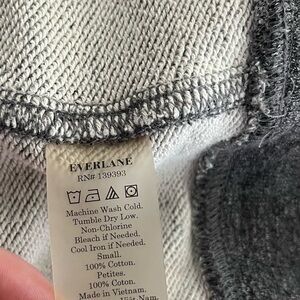 EVERLANE
RN# 139393
Machine Wash Cold.
Tumble Dry Low.
Non-Chlorine
Bleach if Needed.
Cool Iron if Needed.
Small.
100% Cotton.
Petites.
100% Coton.
Made in Vietnam.
Nam.